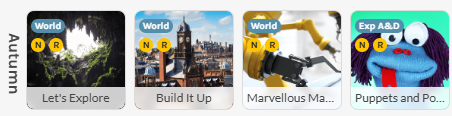 Autumn
World
N R
Let's Explore
World
N R
Build It Up
World
N R
Marvellous Ma...
Exp A&D
N R
Puppets and Po...